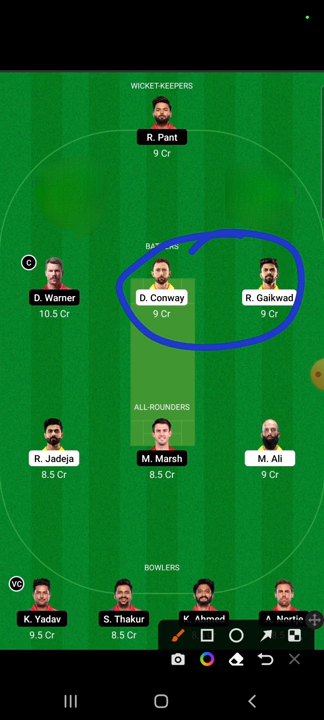 WICKET-KEEPERS
R. Pant
9 Cr
C
D. Warner
10.5 Cr
D. Conway
9 Cr
R. Gaikwad
9 Cr
ALL-ROUNDERS
R. Jadeja
8.5 Cr
M. Marsh
8.5 Cr
M. Ali
9 Cr
BOWLERS
VC
K. Yadav
9.5 Cr
S. Thakur
8.5 Cr
K. Ahmed
A. Nortje